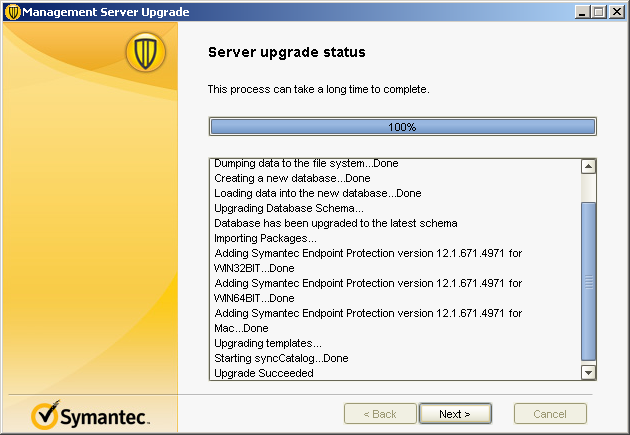 Management Server Upgrade
Server upgrade status
This process can take a long time to complete.
100%
Dumping data to the file system...Done
Creating a new database...Done
Loading data into the new database...Done
Upgrading Database Schema...
Database has been upgraded to the latest schema
Importing Packages...
Adding Symantec Endpoint Protection version 12.1.671.4971 for
WIN32BIT...Done
Adding Symantec Endpoint Protection version 12.1.671.4971 for
WIN64BIT...Done
Adding Symantec Endpoint Protection version 12.1.671.4971 for
Mac...Done
Upgrading templates...
Starting syncCatalog...Done
Upgrade Succeeded
Symantec.
< Back
Next >
Cancel